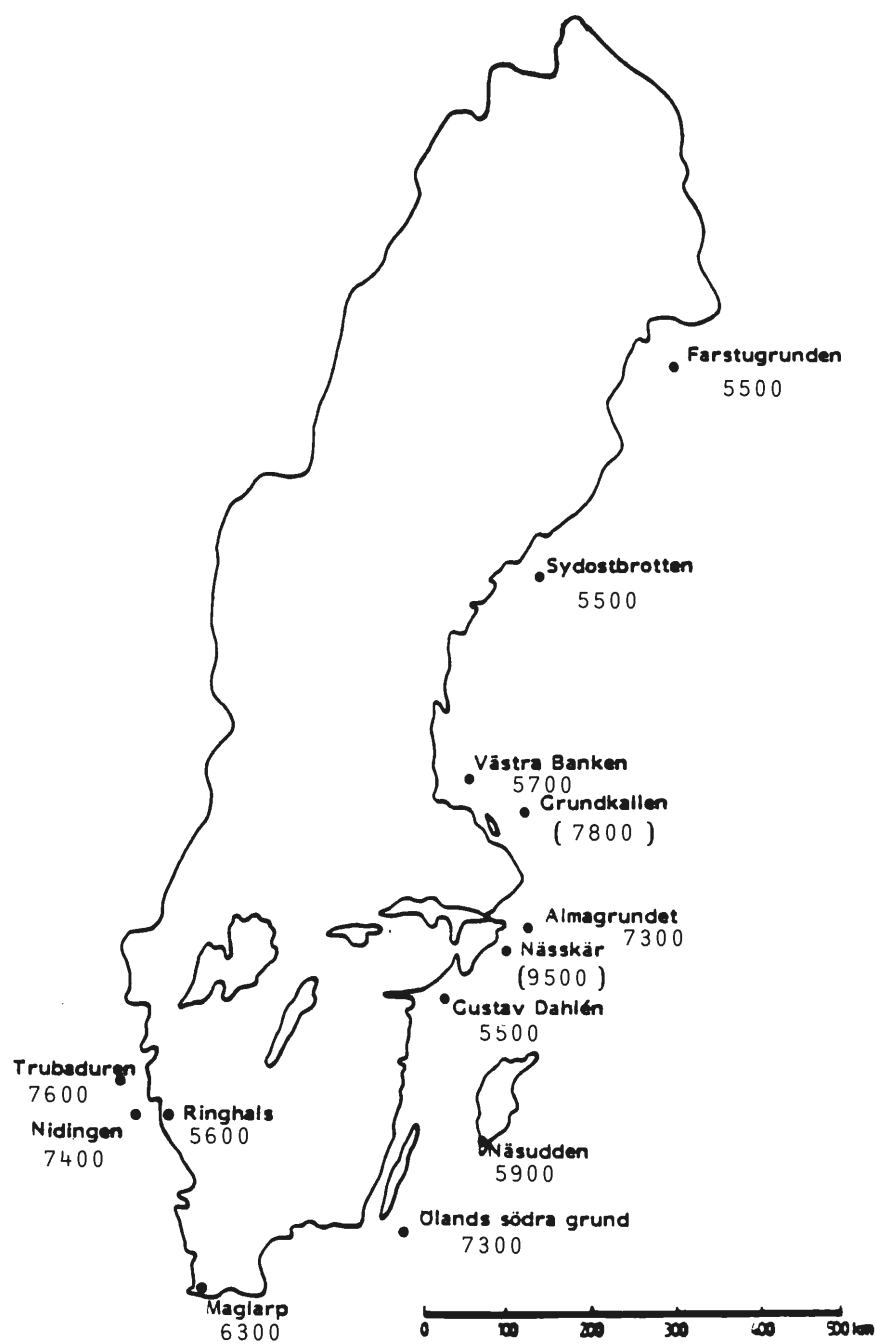 Farstugrunden
5500
Sydostbrotten
5500
Västra Banken
5700
Grundkallen
( 7800 )
Almagrundet
7300
Nässkär
(9500 )
Gustav Dahlén
5500
Trubaduren
7600
Ringhals
5600
Nidingen
7400
Näsudden
5900
Ölands södra grund
7300
Maglarp
6300
0 100 200 300 400 500 km